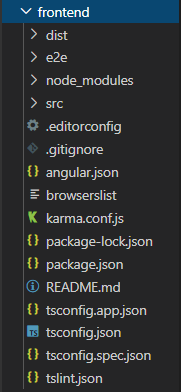 frontend
dist
e2e
node_modules
src
.editorconfig
.gitignore
angular.json
browserslist
karma.conf.js
package-lock.json
package.json
README.md
tsconfig.app.json
tsconfig.json
tsconfig.spec.json
tslint.json